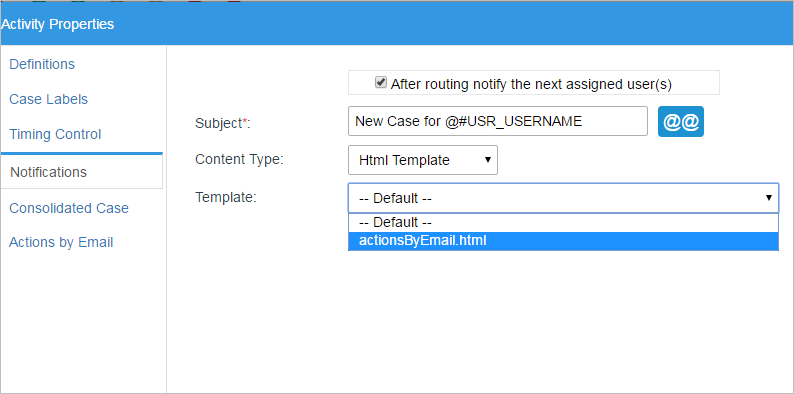 Activity Properties
Definitions
Case Labels
Timing Control
Notifications
Consolidated Case
Actions by Email
After routing notify the next assigned user(s)
Subject*: New Case for @#USR_USERNAME @@
Content Type: Html Template
Template: -- Default --
-- Default --
actionsByEmail.html